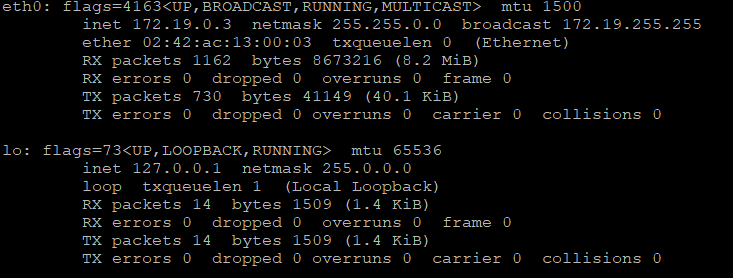 eth0: flags=4163<UP,BROADCAST,RUNNING,MULTICAST>  mtu 1500
        inet 172.19.0.3  netmask 255.255.0.0  broadcast 172.19.255.255
        ether 02:42:ac:13:00:03  txqueuelen 0  (Ethernet)
        RX packets 1162  bytes 8673216 (8.2 MiB)
        RX errors 0  dropped 0  overruns 0  frame 0
        TX packets 730  bytes 41149 (40.1 KiB)
        TX errors 0  dropped 0 overruns 0  carrier 0  collisions 0

lo: flags=73<UP,LOOPBACK,RUNNING>  mtu 65536
        inet 127.0.0.1  netmask 255.0.0.0
        loop  txqueuelen 1  (Local Loopback)
        RX packets 14  bytes 1509 (1.4 KiB)
        RX errors 0  dropped 0  overruns 0  frame 0
        TX packets 14  bytes 1509 (1.4 KiB)
        TX errors 0  dropped 0 overruns 0  carrier 0  collisions 0